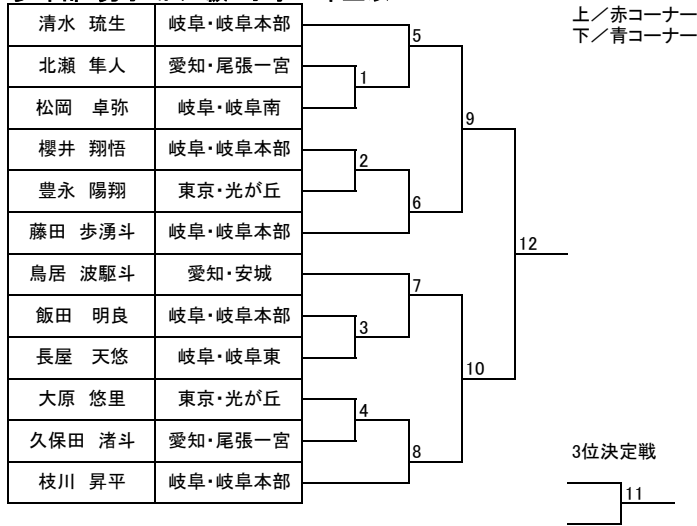 上／赤コーナー
下／青コーナー
清水 琉生 岐阜・岐阜本部
北瀬 隼人 愛知・尾張一宮
松岡 卓弥 岐阜・岐阜南
櫻井 翔悟 岐阜・岐阜本部
豊永 陽翔 東京・光が丘
藤田 歩湧斗 岐阜・岐阜本部
鳥居 波駆斗 愛知・安城
飯田 明良 岐阜・岐阜本部
長屋 天悠 岐阜・岐阜東
大原 悠里 東京・光が丘
久保田 渚斗 愛知・尾張一宮
枝川 昇平 岐阜・岐阜本部
1
2
3
4
5
6
7
8
9
10
12
3位決定戦
11